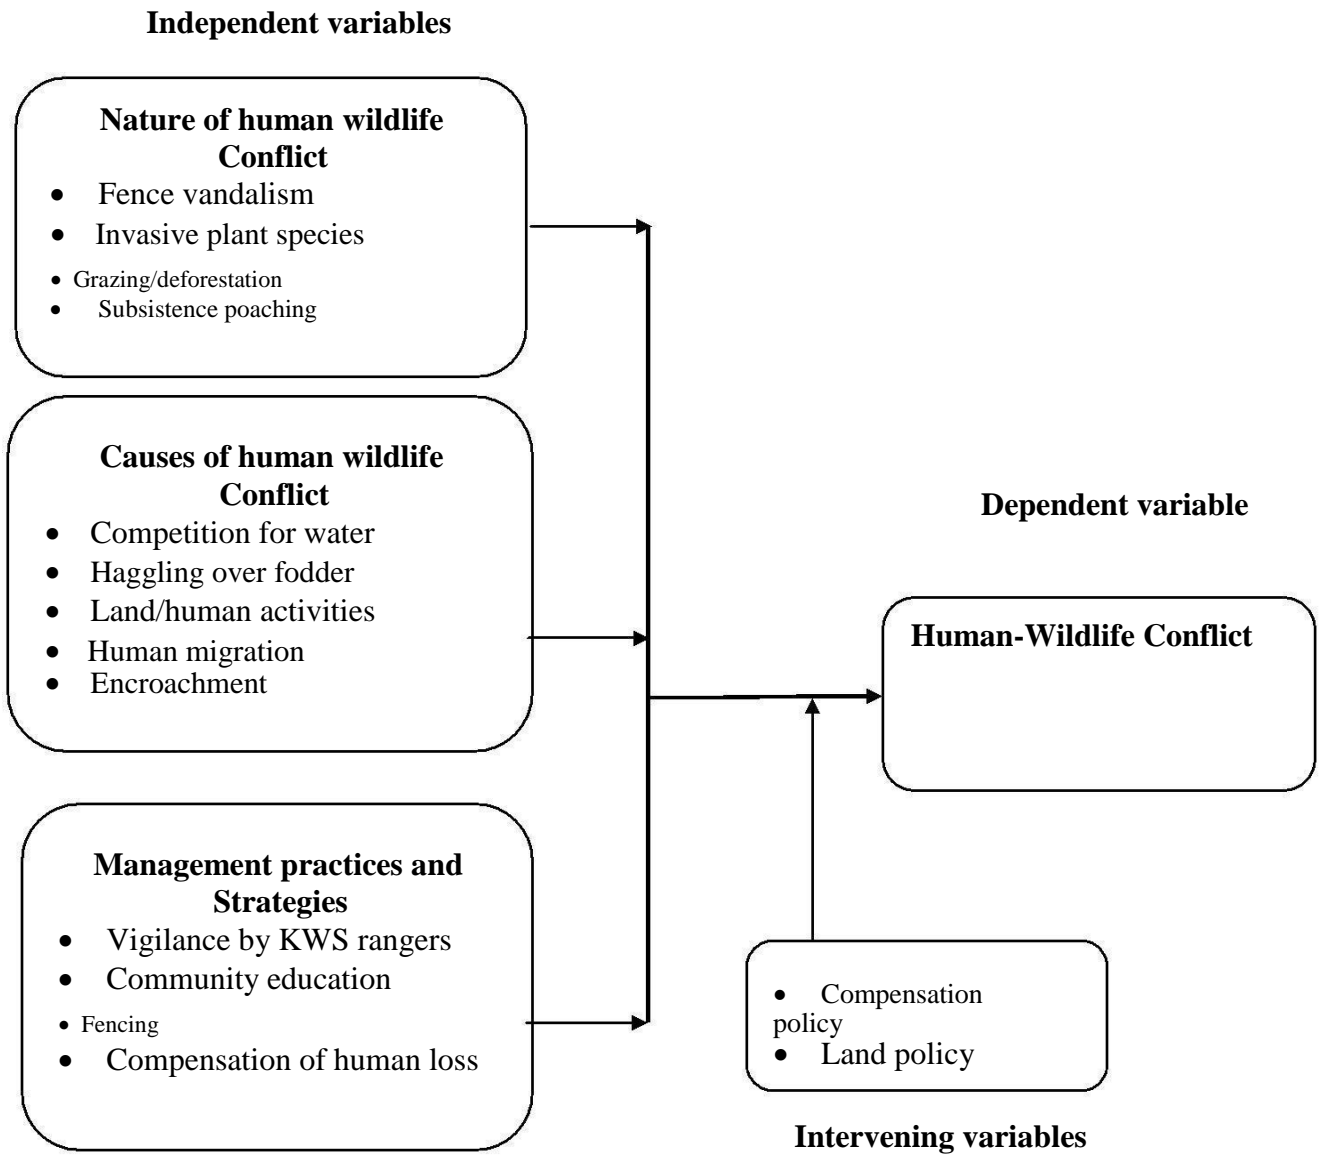 Independent variables
Nature of human wildlife
Conflict
• Fence vandalism
• Invasive plant species
• Grazing/deforestation
• Subsistence poaching
Causes of human wildlife
Conflict
• Competition for water
• Haggling over fodder
• Land/human activities
• Human migration
• Encroachment
Management practices and
Strategies
• Vigilance by KWS rangers
• Community education
• Fencing
• Compensation of human loss
Dependent variable
Human-Wildlife Conflict
• Compensation
policy
• Land policy
Intervening variables